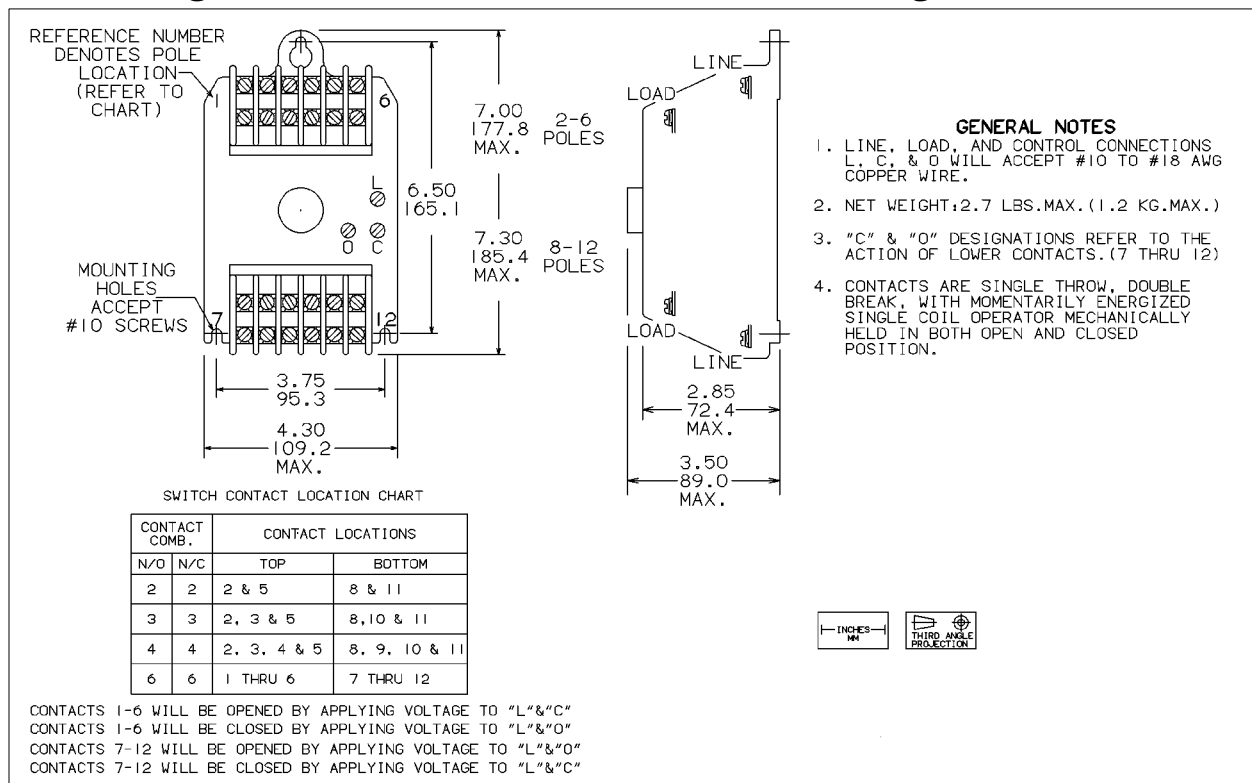 REFERENCE NUMBER
DENOTES POLE
LOCATION
(REFER TO
CHART)
1
6
7.00
177.8
MAX.
2-6
POLES
L
6.50
165.1
O
C
7.30
185.4
MAX.
8-12
POLES
MOUNTING
HOLES
ACCEPT
#10 SCREWS
7
12
3.75
95.3
4.30
109.2
MAX.
LINE
LOAD
LOAD
LINE
2.85
72.4
MAX.
3.50
89.0
MAX.
GENERAL NOTES
1. LINE, LOAD, AND CONTROL CONNECTIONS
L, C, & O WILL ACCEPT #10 TO #18 AWG
COPPER WIRE.
2. NET WEIGHT:2.7 LBS.MAX.(1.2 KG.MAX.)
3. "C" & "O" DESIGNATIONS REFER TO THE
ACTION OF LOWER CONTACTS.(7 THRU 12)
4. CONTACTS ARE SINGLE THROW, DOUBLE
BREAK, WITH MOMENTARILY ENERGIZED
SINGLE COIL OPERATOR MECHANICALLY
HELD IN BOTH OPEN AND CLOSED
POSITION.
SWITCH CONTACT LOCATION CHART
CONTACT COMB. CONTACT LOCATIONS
N/O N/C TOP BOTTOM
2 2 2 & 5 8 & 11
3 3 2, 3 & 5 8,10 & 11
4 4 2, 3, 4 & 5 8, 9, 10 & 11
6 6 1 THRU 6 7 THRU 12
CONTACTS 1-6 WILL BE OPENED BY APPLYING VOLTAGE TO "L"&"C"
CONTACTS 1-6 WILL BE CLOSED BY APPLYING VOLTAGE TO "L"&"O"
CONTACTS 7-12 WILL BE OPENED BY APPLYING VOLTAGE TO "L"&"O"
CONTACTS 7-12 WILL BE CLOSED BY APPLYING VOLTAGE TO "L"&"C"
INCHES
MM
THIRD ANGLE
PROJECTION